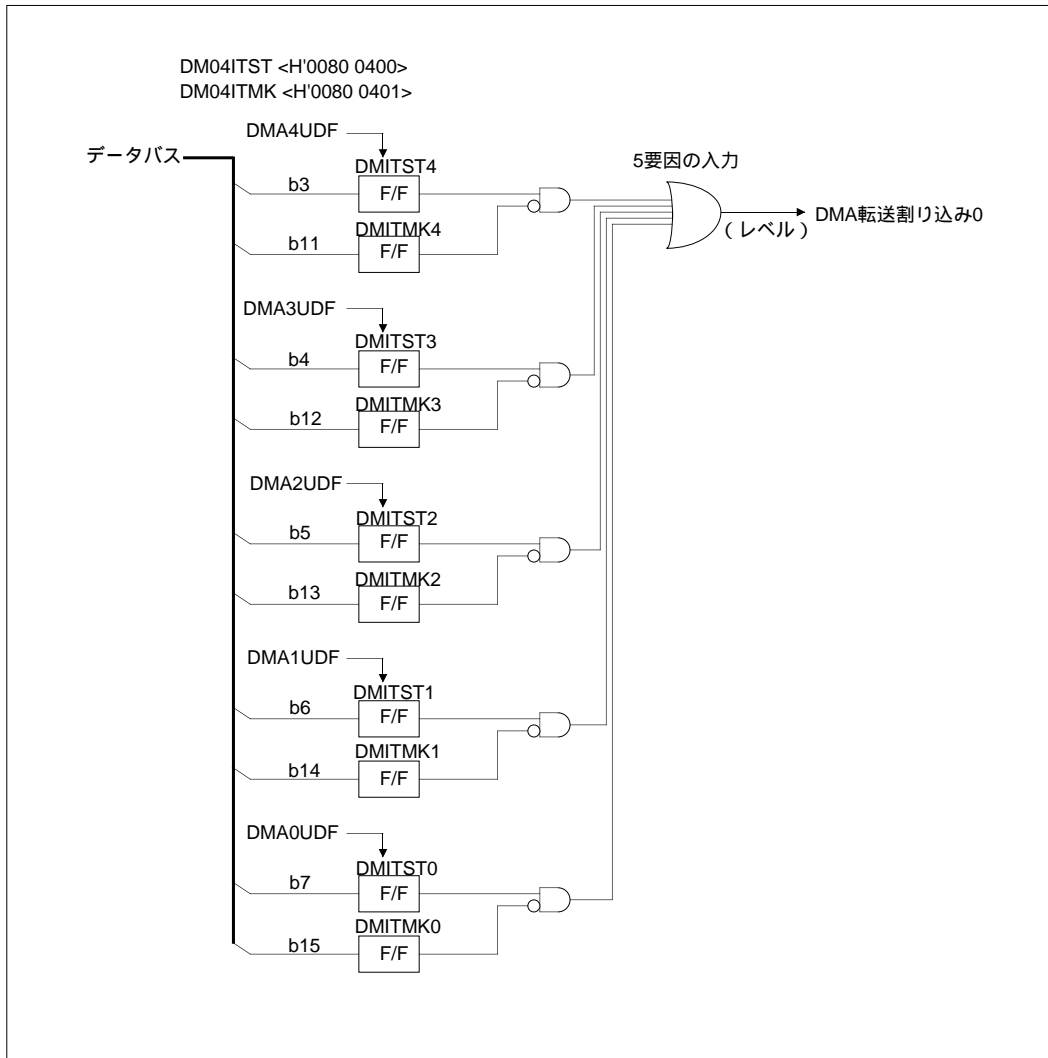 DM04ITST <H'0080 0400>
DM04ITMK <H'0080 0401>
データバス
5要因の入力
DMA転送割り込み0
(レベル)
DMA4UDF
DMITST4
b3
F/F
DMITMK4
b11
F/F
DMA3UDF
DMITST3
b4
F/F
DMITMK3
b12
F/F
DMA2UDF
DMITST2
b5
F/F
DMITMK2
b13
F/F
DMA1UDF
DMITST1
b6
F/F
DMITMK1
b14
F/F
DMA0UDF
DMITST0
b7
F/F
DMITMK0
b15
F/F